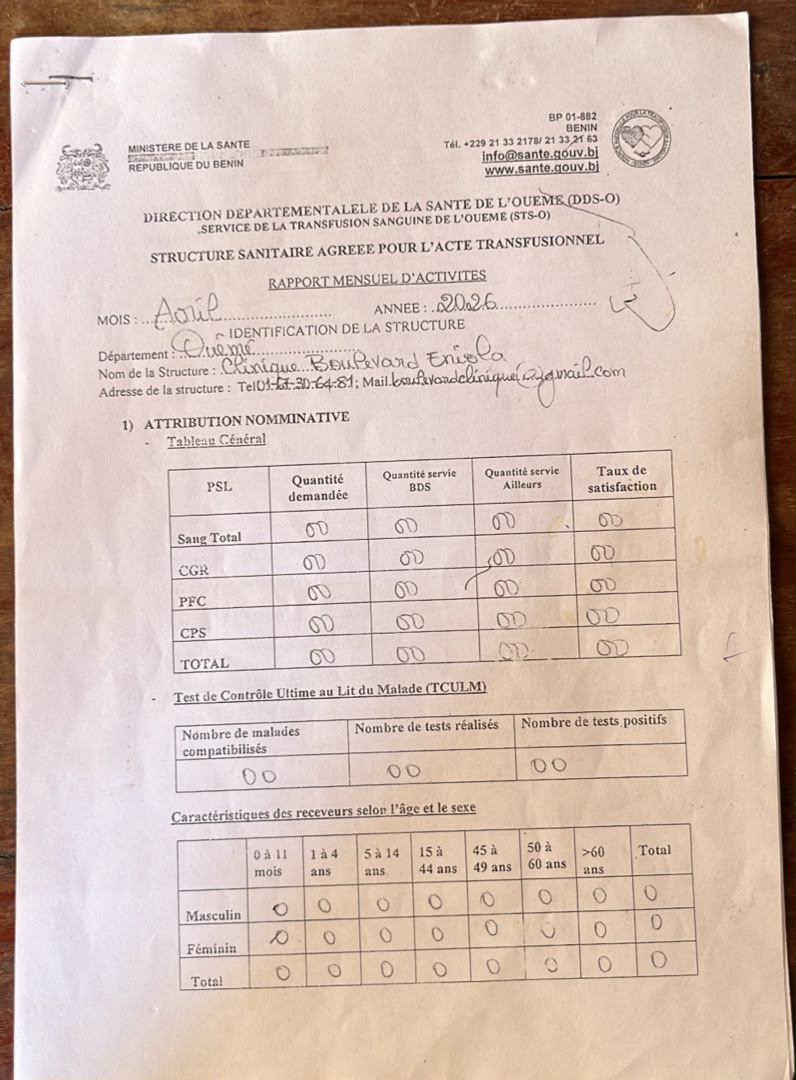 MINISTERE DE LA SANTE
REPUBLIQUE DU BENIN
BP 01-882
BENIN
Tél. +229 21 33 2178/ 21 33 21 63
info@sante.gouv.bj
www.sante.gouv.bj
DIRECTION DEPARTEMENTALELE DE LA SANTE DE L'OUEME (DDS-O)
SERVICE DE LA TRANSFUSION SANGUINE DE L'OUEME (STS-O)
STRUCTURE SANITAIRE AGREEE POUR L'ACTE TRANSFUSIONNEL
RAPPORT MENSUEL D'ACTIVITES
MOIS : Avril ANNEE : 2026
IDENTIFICATION DE LA STRUCTURE
Département : Ouémé
Nom de la Structure : Clinique Boulevard Eniola
Adresse de la structure : Tel 01-67-30-64-81; Mail boulevardclinique@gmail.com
1) ATTRIBUTION NOMMINATIVE
- Tableau Général
PSL Quantité demandée Quantité servie BDS Quantité servie Ailleurs Taux de satisfaction
Sang Total 00 00 00 00
CGR 00 00 00 00
PFC 00 00 00 00
CPS 00 00 00 00
TOTAL 00 00 00 00
- Test de Contrôle Ultime au Lit du Malade (TCULM)
Nombre de malades compatibilisés Nombre de tests réalisés Nombre de tests positifs
00 00 00
Caractéristiques des receveurs selon l'âge et le sexe
0 à 11 mois 1 à 4 ans 5 à 14 ans 15 à 44 ans 45 à 49 ans 50 à 60 ans >60 ans Total
Masculin 0 0 0 0 0 0 0 0
Féminin 0 0 0 0 0 0 0 0
Total 0 0 0 0 0 0 0 0